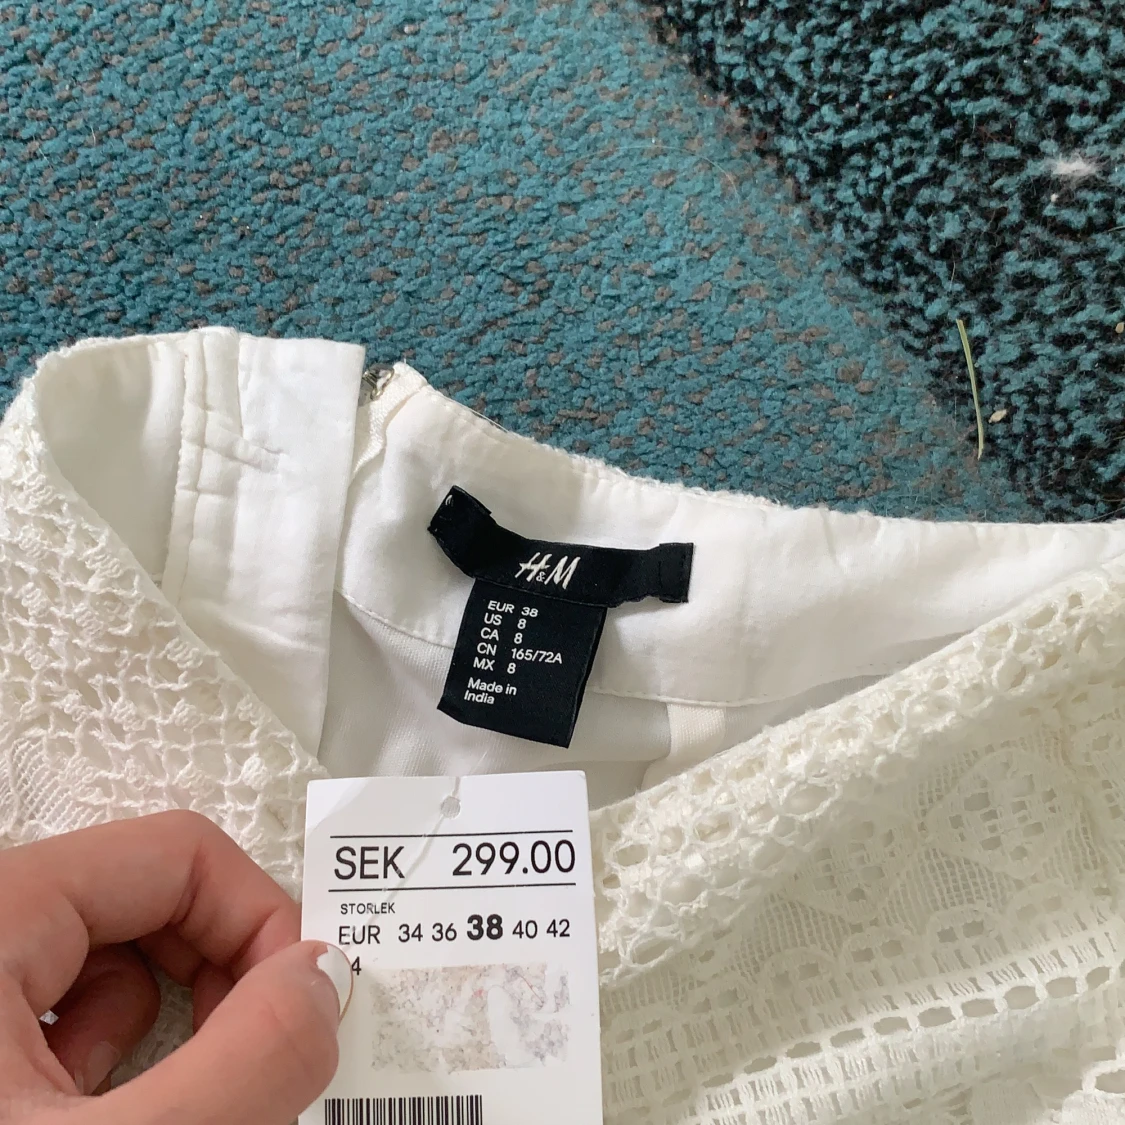 H&M
EUR 38
US 8
CA 8
CN 165/72A
MX 8
Made in
India
SEK 299.00
STORLEK
EUR 34 36 38 40 42